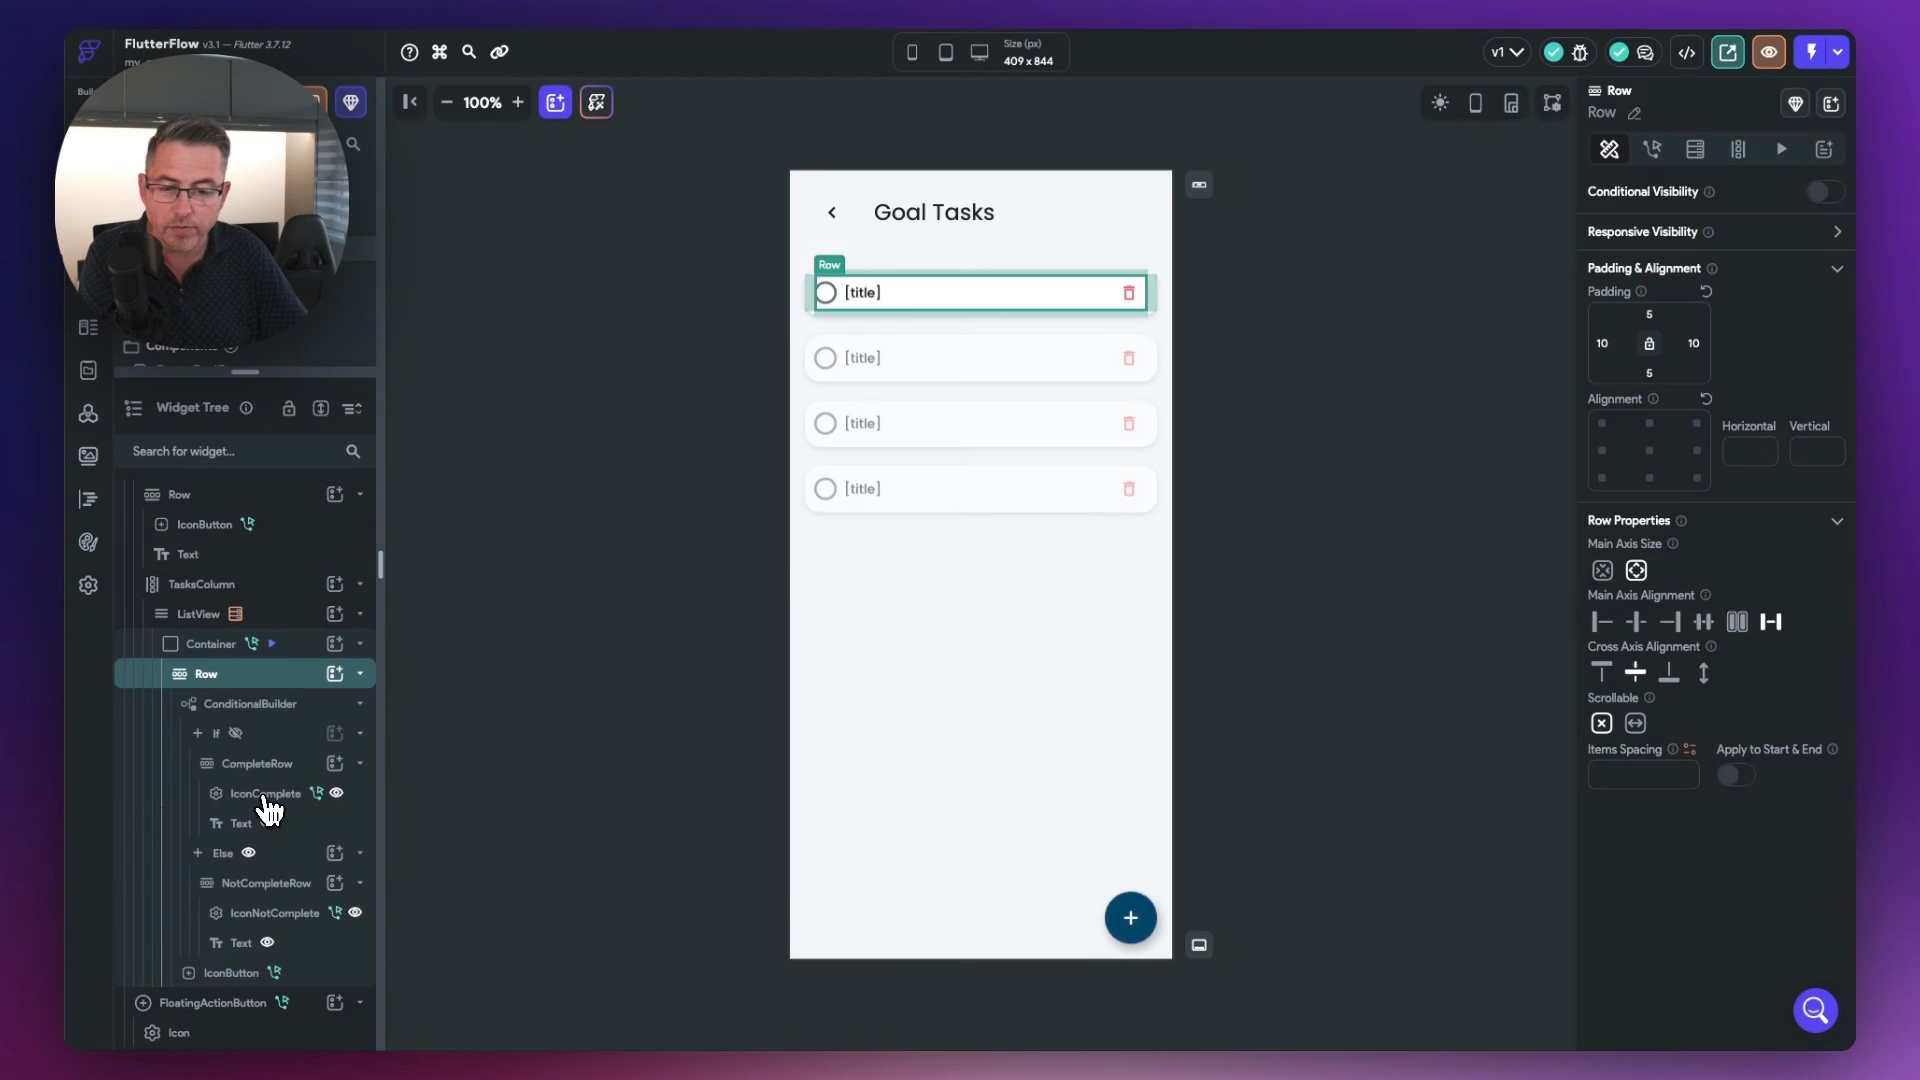 FlutterFlow v3.1 — Flutter 3.7.12
Size (px)
409 x 844
v1
100%
Widget Tree
Search for widget...
Row
IconButton
Text
TasksColumn
ListView
Container
Row
ConditionalBuilder
If
CompleteRow
IconComplete
Text
Else
NotCompleteRow
IconNotComplete
Text
IconButton
FloatingActionButton
Icon
Goal Tasks
Row
[title]
[title]
[title]
[title]
Row
Row
Conditional Visibility
Responsive Visibility
Padding & Alignment
Padding
5
10
10
5
Alignment
Horizontal
Vertical
Row Properties
Main Axis Size
Main Axis Alignment
Cross Axis Alignment
Scrollable
Items Spacing
Apply to Start & End